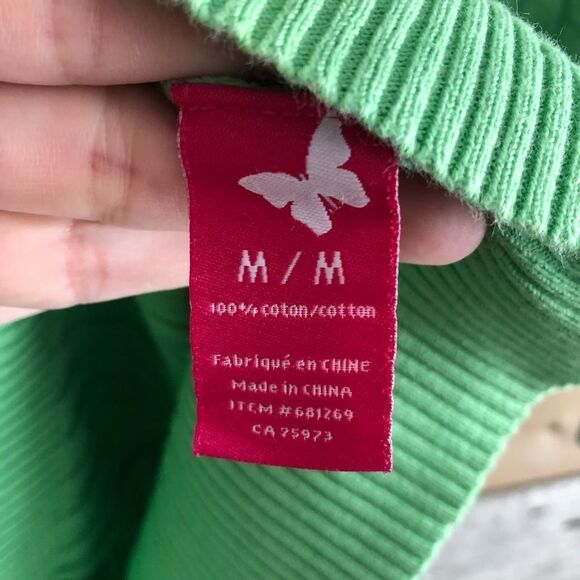 M / M
100% coton/cotton
Fabriqué en CHINE
Made in CHINA
ITEM #681269
CA 25973